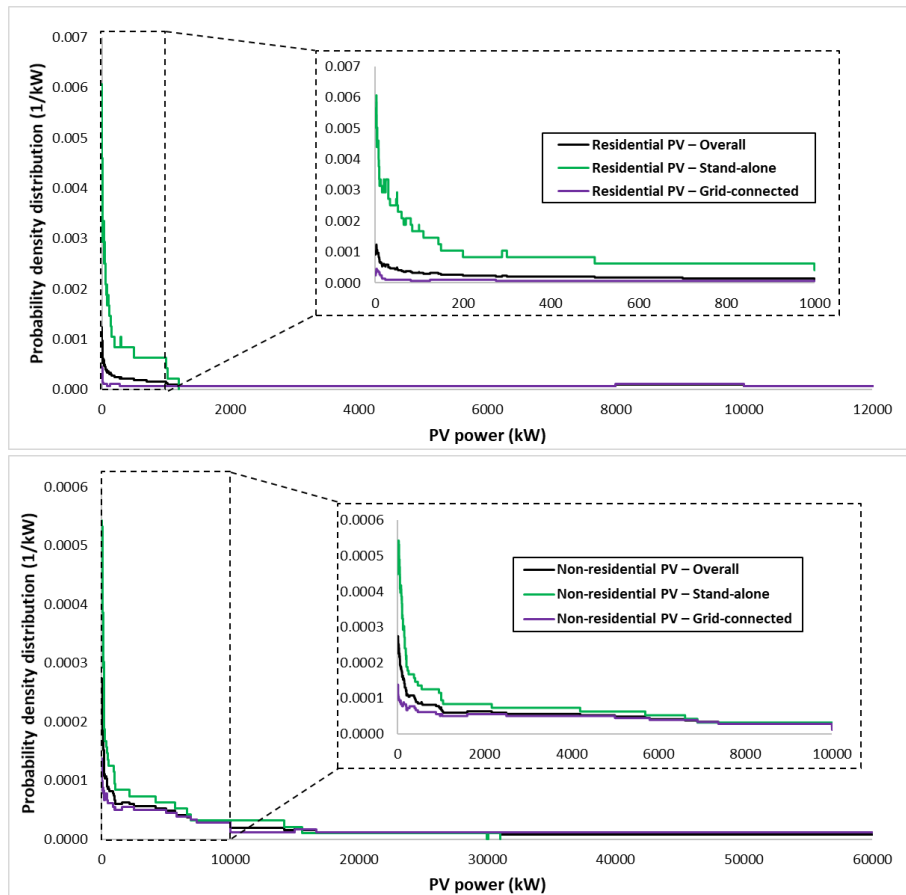 Probability density distribution (1/kW)
0.007
0.006
0.005
0.004
0.003
0.002
0.001
0.000
0 2000 4000 6000 8000 10000 12000
PV power (kW)
0.007
0.006
0.005
0.004
0.003
0.002
0.001
0.000
0 200 400 600 800 1000
Residential PV – Overall
Residential PV – Stand-alone
Residential PV – Grid-connected
Probability density distribution (1/kW)
0.0006
0.0005
0.0004
0.0003
0.0002
0.0001
0.0000
0 10000 20000 30000 40000 50000 60000
PV power (kW)
0.0006
0.0005
0.0004
0.0003
0.0002
0.0001
0.0000
0 2000 4000 6000 8000 10000
Non-residential PV – Overall
Non-residential PV – Stand-alone
Non-residential PV – Grid-connected